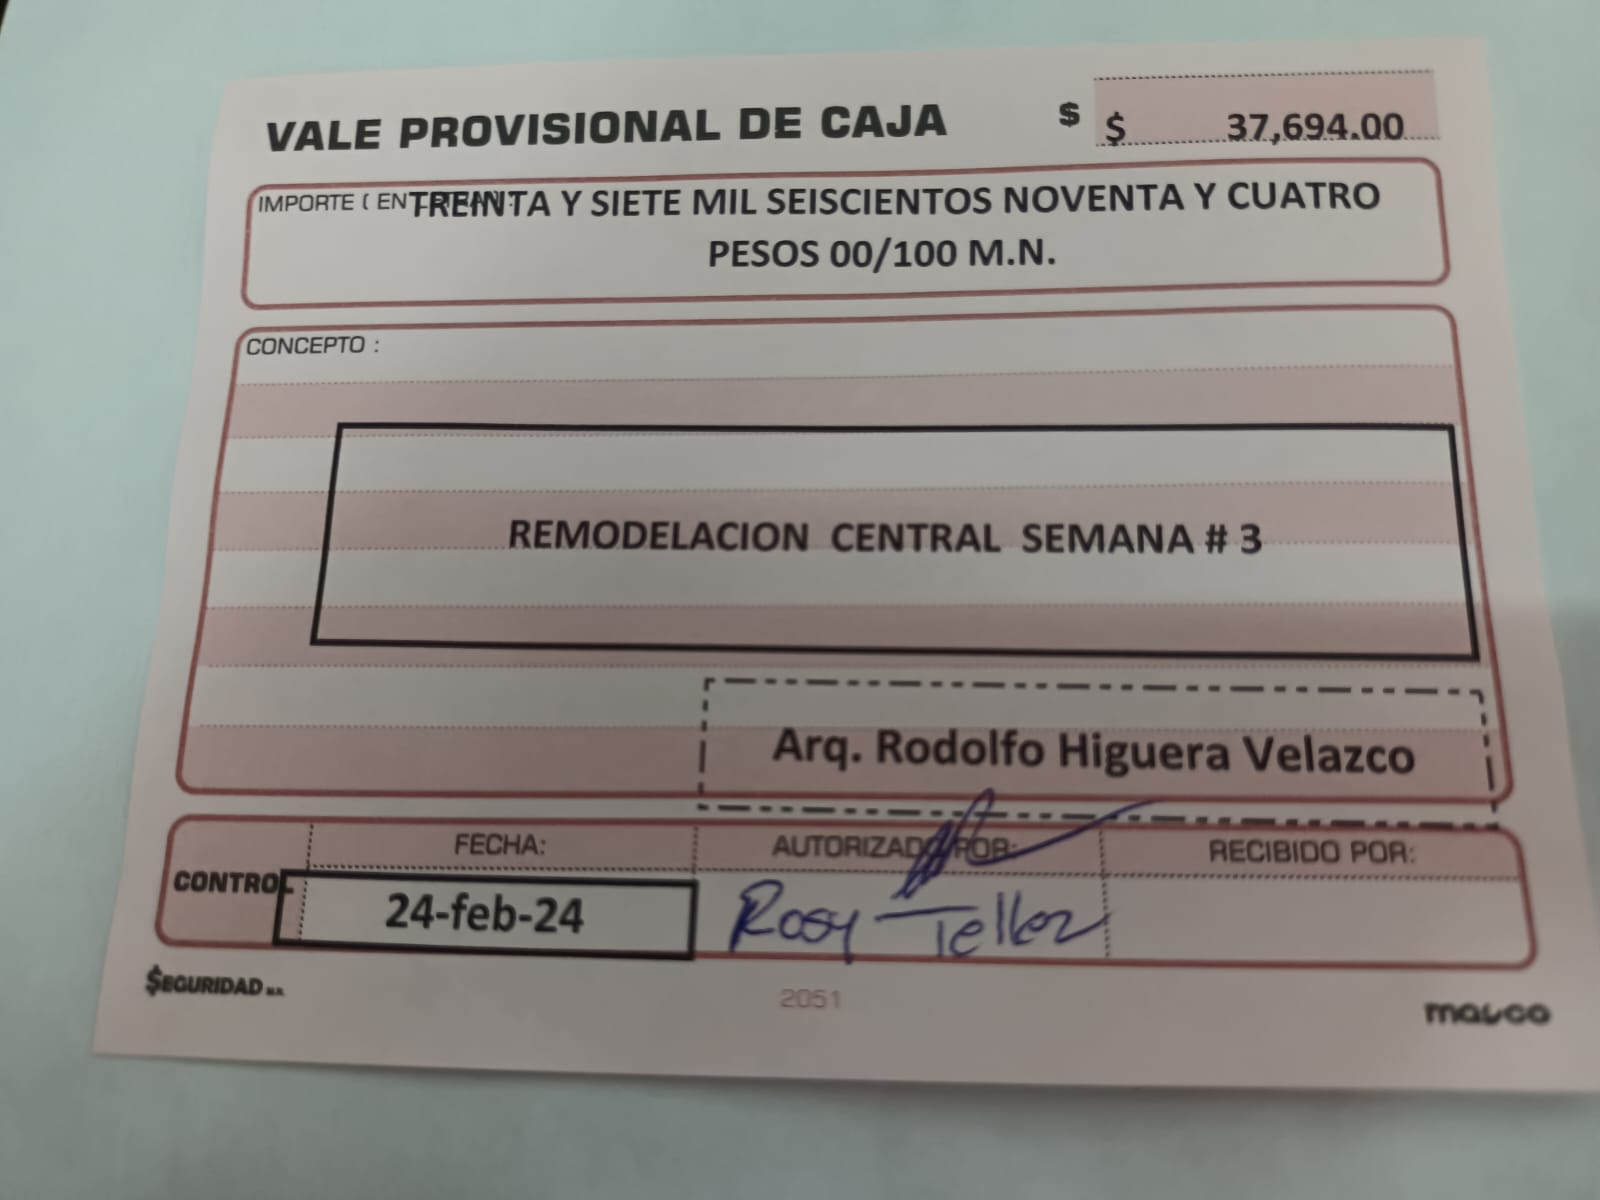 VALE PROVISIONAL DE CAJA $ $ 37,694.00
IMPORTE ( EN LETRA) : TREINTA Y SIETE MIL SEISCIENTOS NOVENTA Y CUATRO
PESOS 00/100 M.N.
CONCEPTO :
REMODELACION CENTRAL SEMANA # 3
Arq. Rodolfo Higuera Velazco
CONTROL
FECHA: AUTORIZADO POR: RECIBIDO POR:
24-feb-24 Rosy Tellez
SEGURIDAD
2051